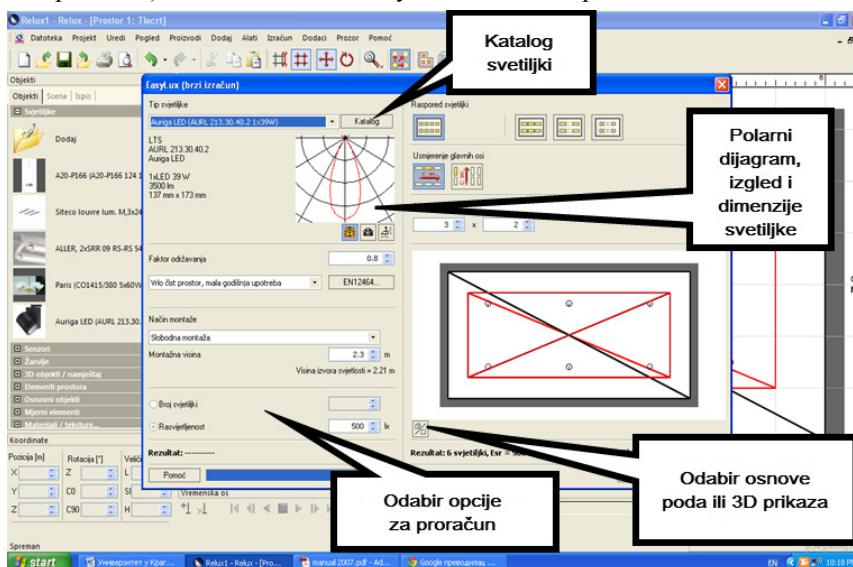 Relux1 - Relux - [Prostor 1: Tlocrt]
Datoteka Projekt Uredi Pogled Proizvodi Dodaj Alati Izračun Dodaci Prozor Pomoć
Katalog
svetiljki
Objekti
Objekti Scena Ispis
Svjetiljke
Dodaj
A20-P166 (A20-P166 124 1
Siteco louvre lum. M,3x24
ALLER, 2xSRR 09 RS-RS 54
Paris (CO1415/380 5x60W
Auriga LED (AURL 213.30.
Senzori
Žarulje
3D objekti / namještaj
Elementi prostora
Osnovni objekti
Mjerni elementi
Materijali / teksture...
EasyLux (brzi izračun)
Tip svjetiljke
Auriga LED (AURL 213.30.40.2 1x39W)
Katalog
LTS
AURL 213.30.40.2
Auriga LED
1xLED 39 W
3500 lm
137 mm x 173 mm
Faktor održavanja
0.8
Vrlo čist prostor, mala godišnja upotreba
EN12464...
Način montaže
Slobodna montaža
Montažna visina
2.3 m
Visina izvora svjetlosti = 2.21 m
Broj svjetiljki
Rasvijetljenost
500 lx
Rezultat: ---------
Pomoć
Raspored svjetiljki
Usmjerenje glavnih osi
3 x 2
Rezultat: 6 svjetiljki, Esr =
Polarni
dijagram,
izgled i
dimenzije
svetiljke
Odabir opcije
za proračun
Odabir osnove
poda ili 3D prikaza
Koordinate
Pozicija [m] Rotacija [°]
X Z L
Y C0
Z C90 H
Vremenska os
Spreman
start
Универзитет у Краг...
Relux1 - Relux - [Pro...
manual 2007.pdf - Ad...
Google преводилац ...
EN
10:18 PM